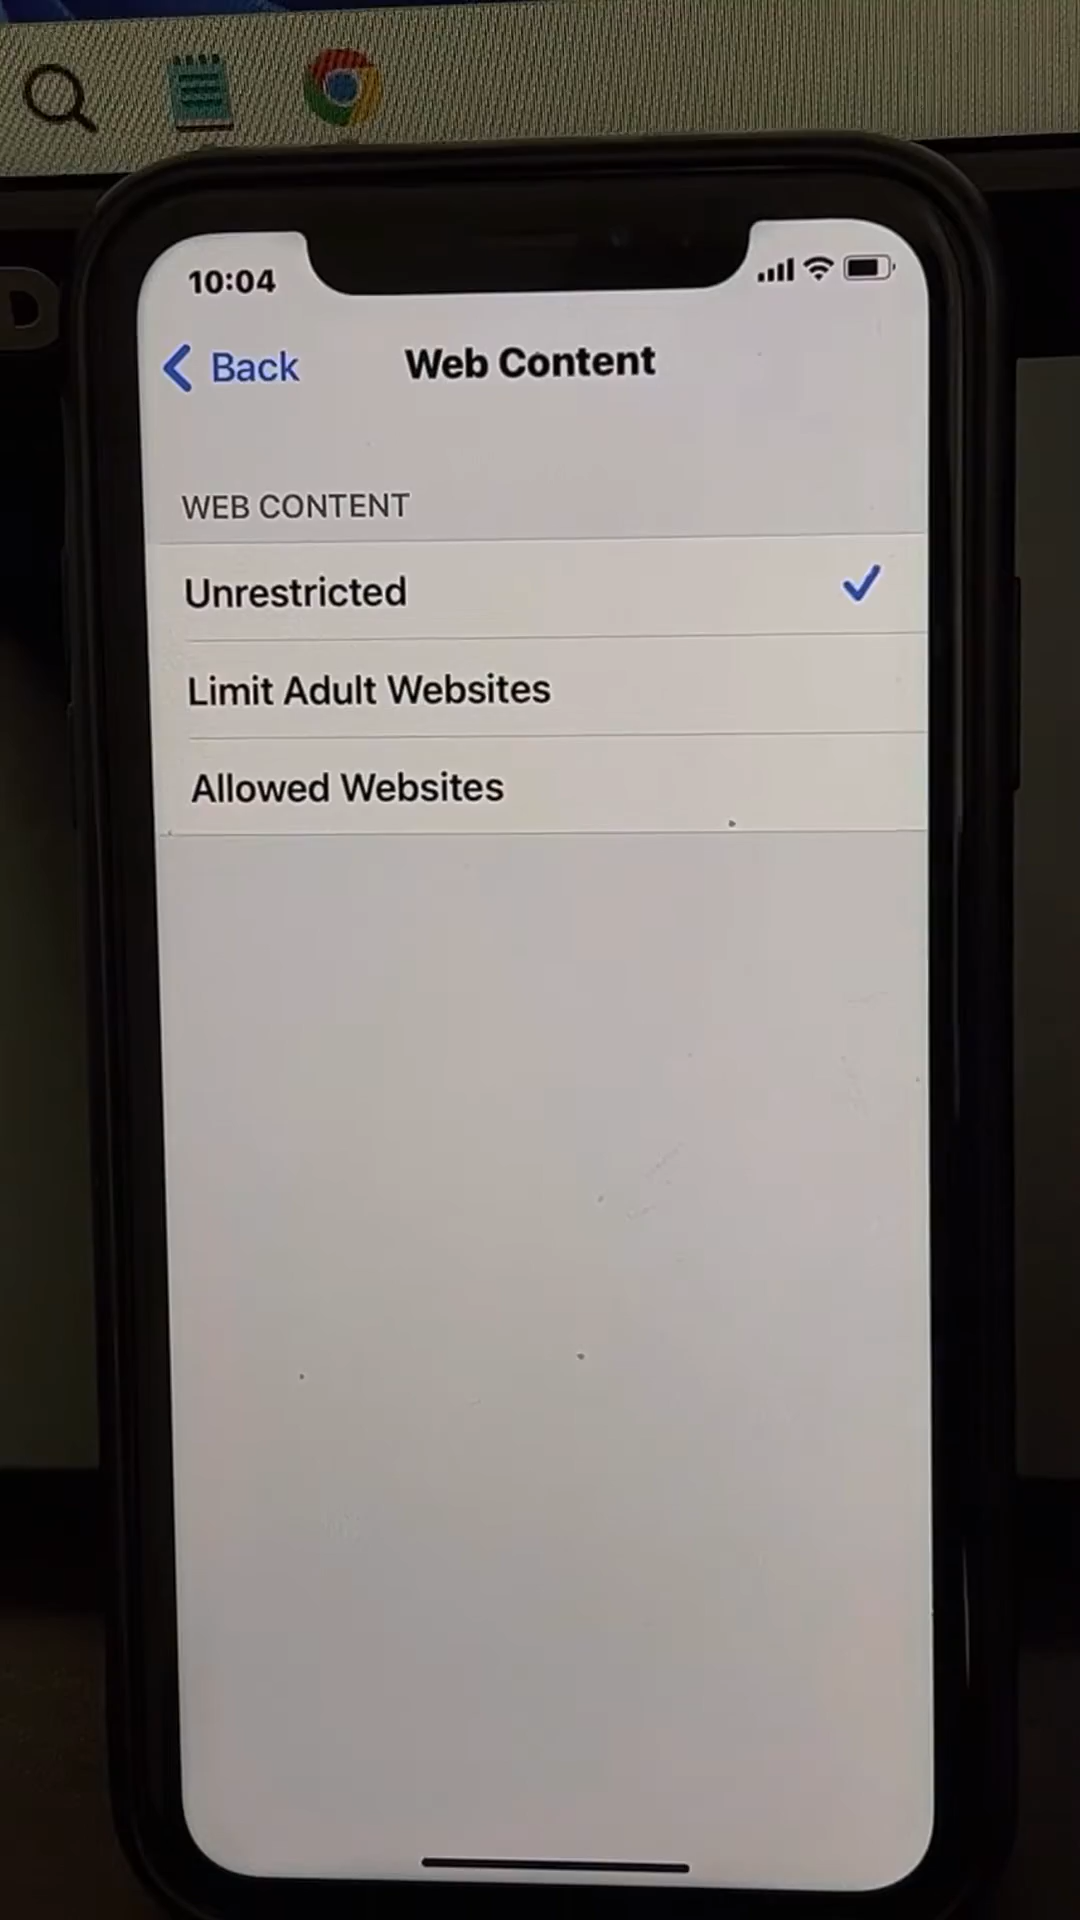 10:04
Back
Web Content
WEB CONTENT
Unrestricted
Limit Adult Websites
Allowed Websites